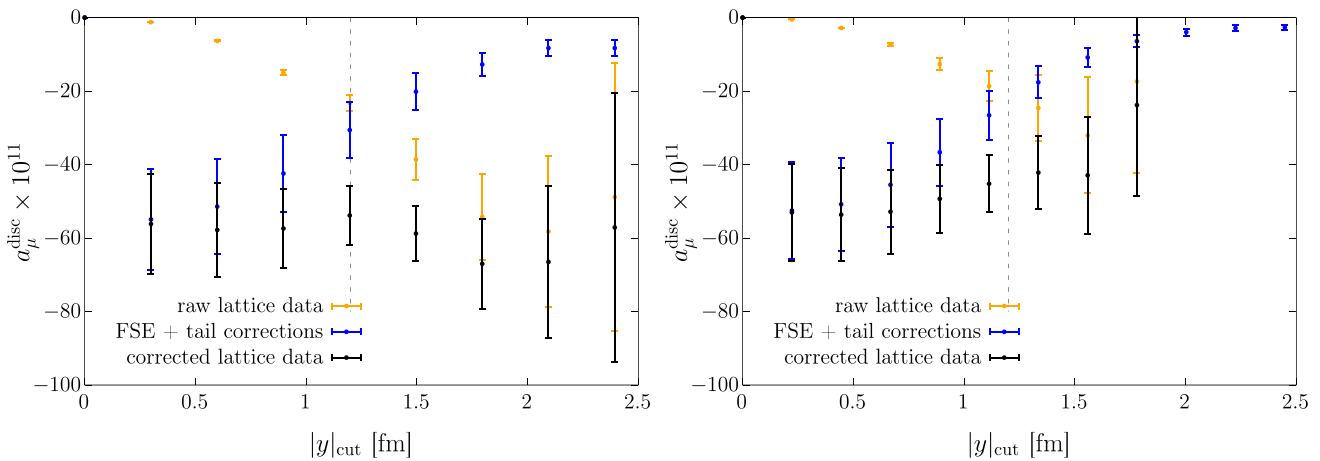 0
−20
−40
−60
−80
−100
0 0.5 1 1.5 2 2.5
a_μ^disc × 10^11
|y|_cut [fm]
raw lattice data
FSE + tail corrections
corrected lattice data
0
−20
−40
−60
−80
−100
0 0.5 1 1.5 2 2.5
a_μ^disc × 10^11
|y|_cut [fm]
raw lattice data
FSE + tail corrections
corrected lattice data